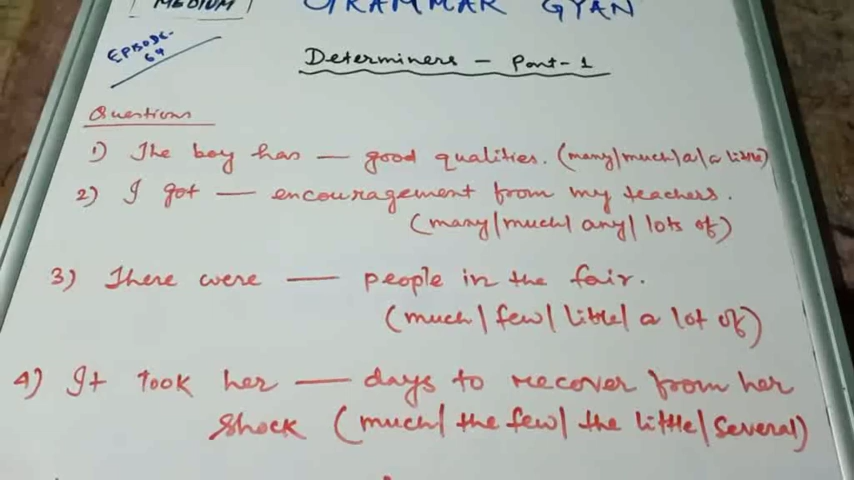 MEDIUM
GRAMMAR GYAN
EPISODE-
64
Determiners - Part-1
Questions
1) The boy has — good qualities. (many/much/a/a little)
2) I got — encouragement from my teachers.
(many/much/any/lots of)
3) There were — people in the fair.
(much/few/little/a lot of)
4) It took her — days to recover from her
shock (much/the few/the little/several)